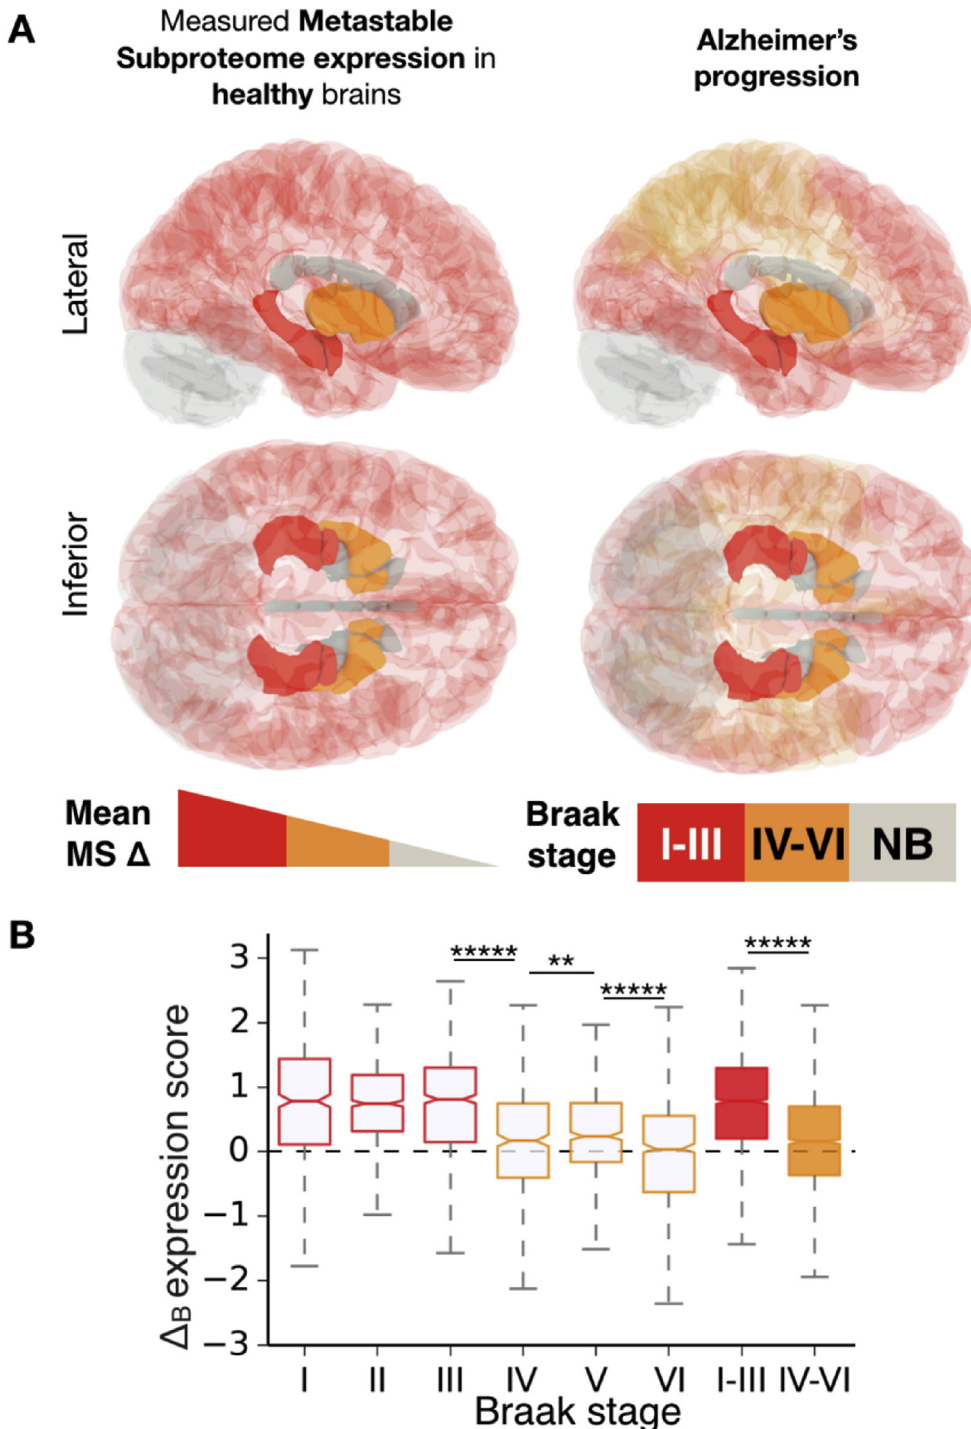 A
Measured Metastable
Subproteome expression in
healthy brains
Alzheimer's
progression
Lateral
Inferior
Mean
MS Δ
Braak
stage
I-III
IV-VI
NB
B
***** ** ***** *****
3
2
1
0
−1
−2
−3
ΔB expression score
I II III IV V VI I-III IV-VI
Braak stage